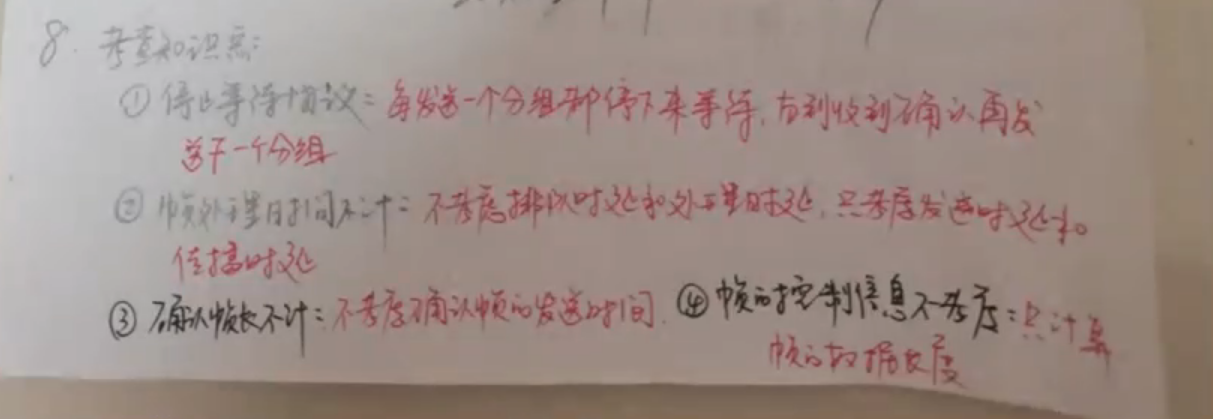 8. 考查知识点:
① 停止等待协议: 每发送一个分组都停下来等待, 直到收到确认再发
送下一个分组
② 帧处理时间不计: 不考虑排队时延和处理时延, 只考虑发送时延和
传播时延
③ 确认帧长不计: 不考虑确认帧的发送时间. ④ 帧的控制信息不考虑: 只计算
帧的数据长度